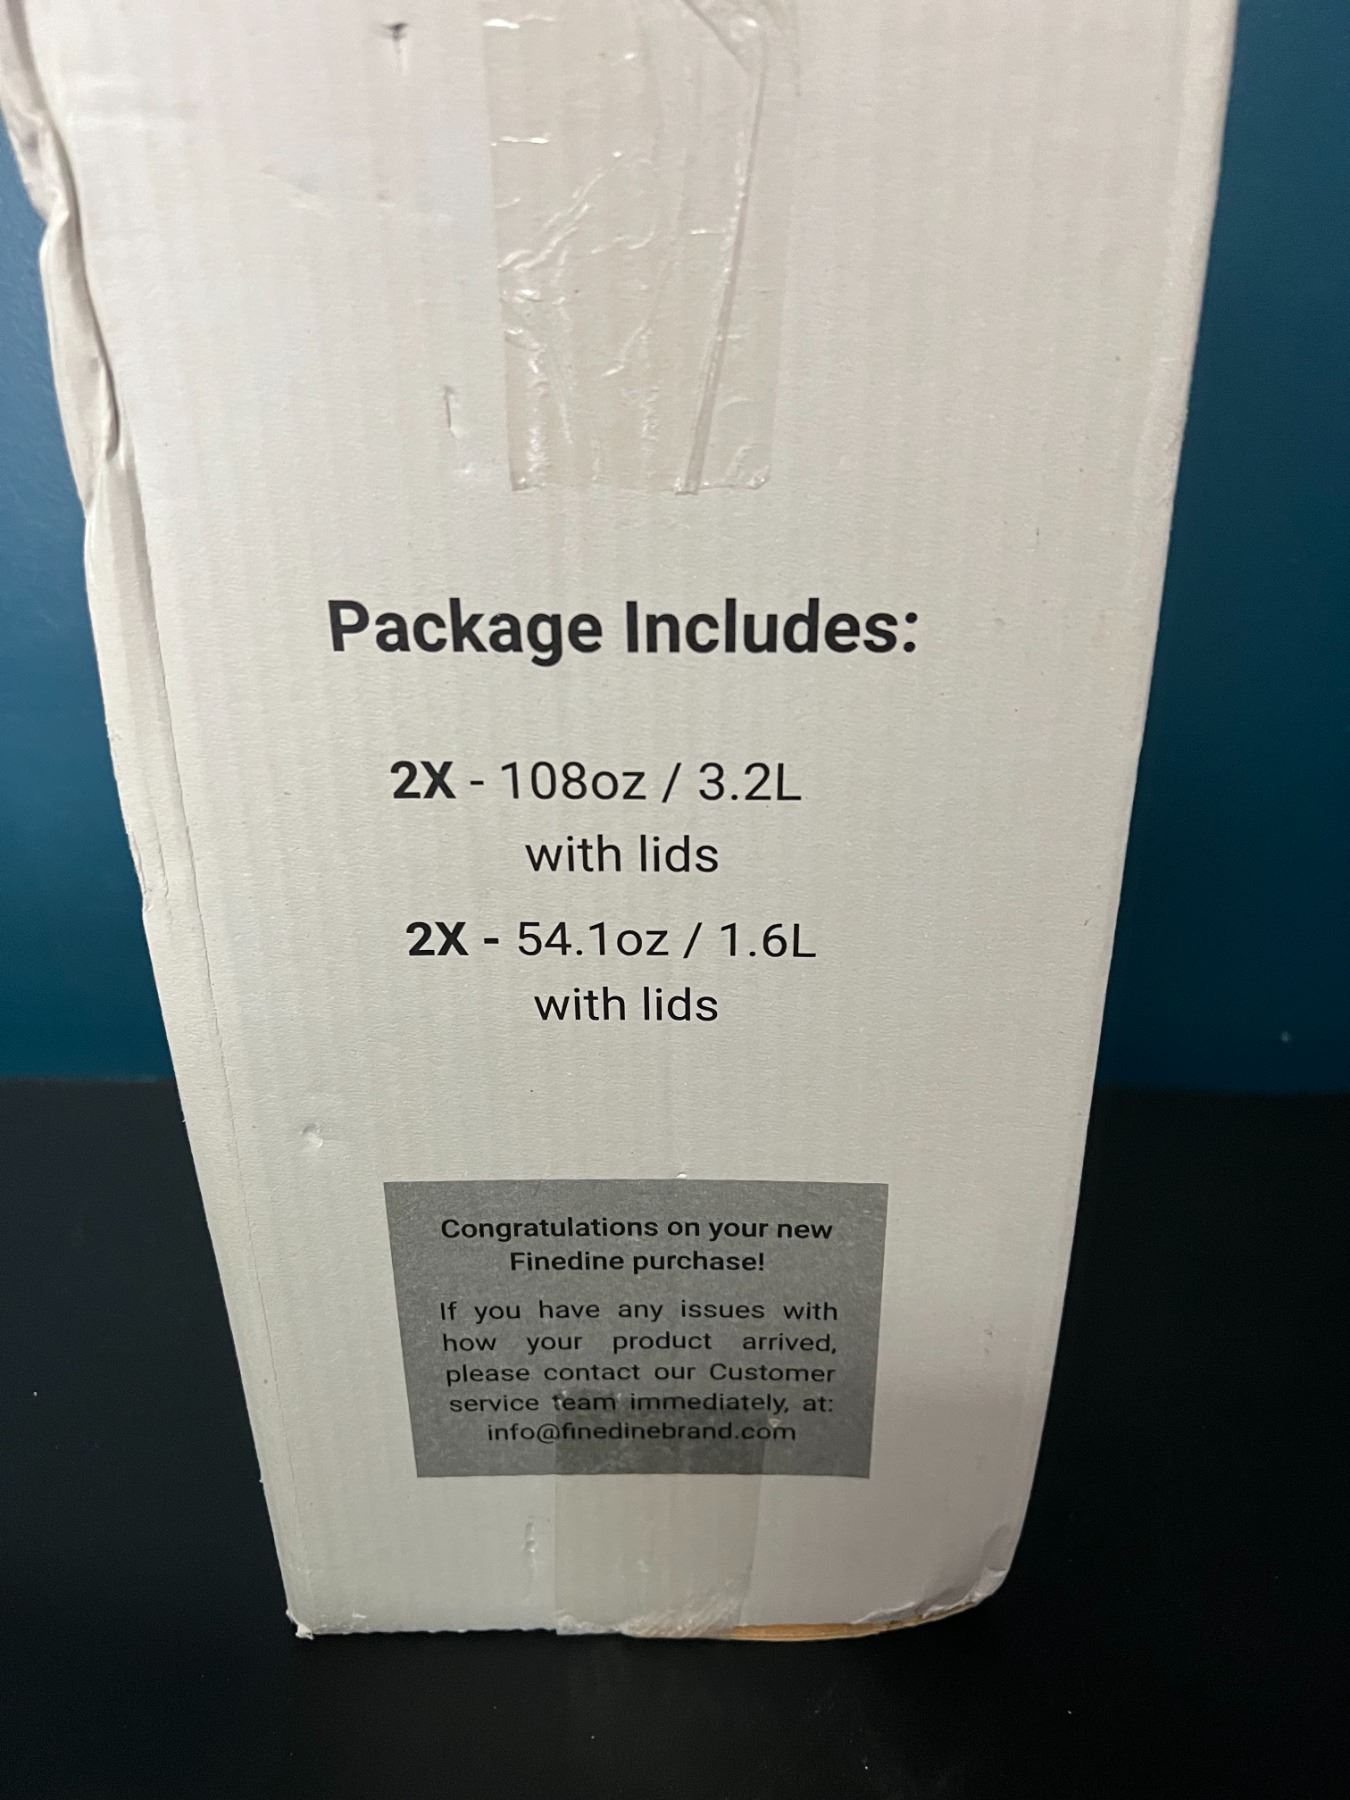 Package Includes:
2X - 108oz / 3.2L
with lids
2X - 54.1oz / 1.6L
with lids
Congratulations on your new
Finedine purchase!
If you have any issues with
how your product arrived,
please contact our Customer
service team immediately, at:
info@finedinebrand.com